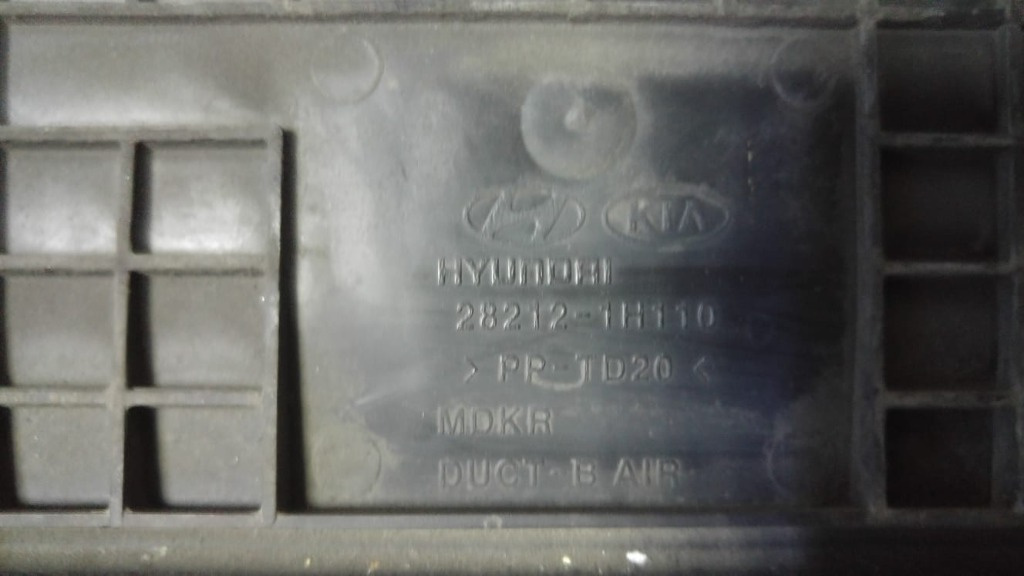 KIA
HYUNDAI
28212-1H110
>PP-TD20<
MDKR
DUCT-B AIR